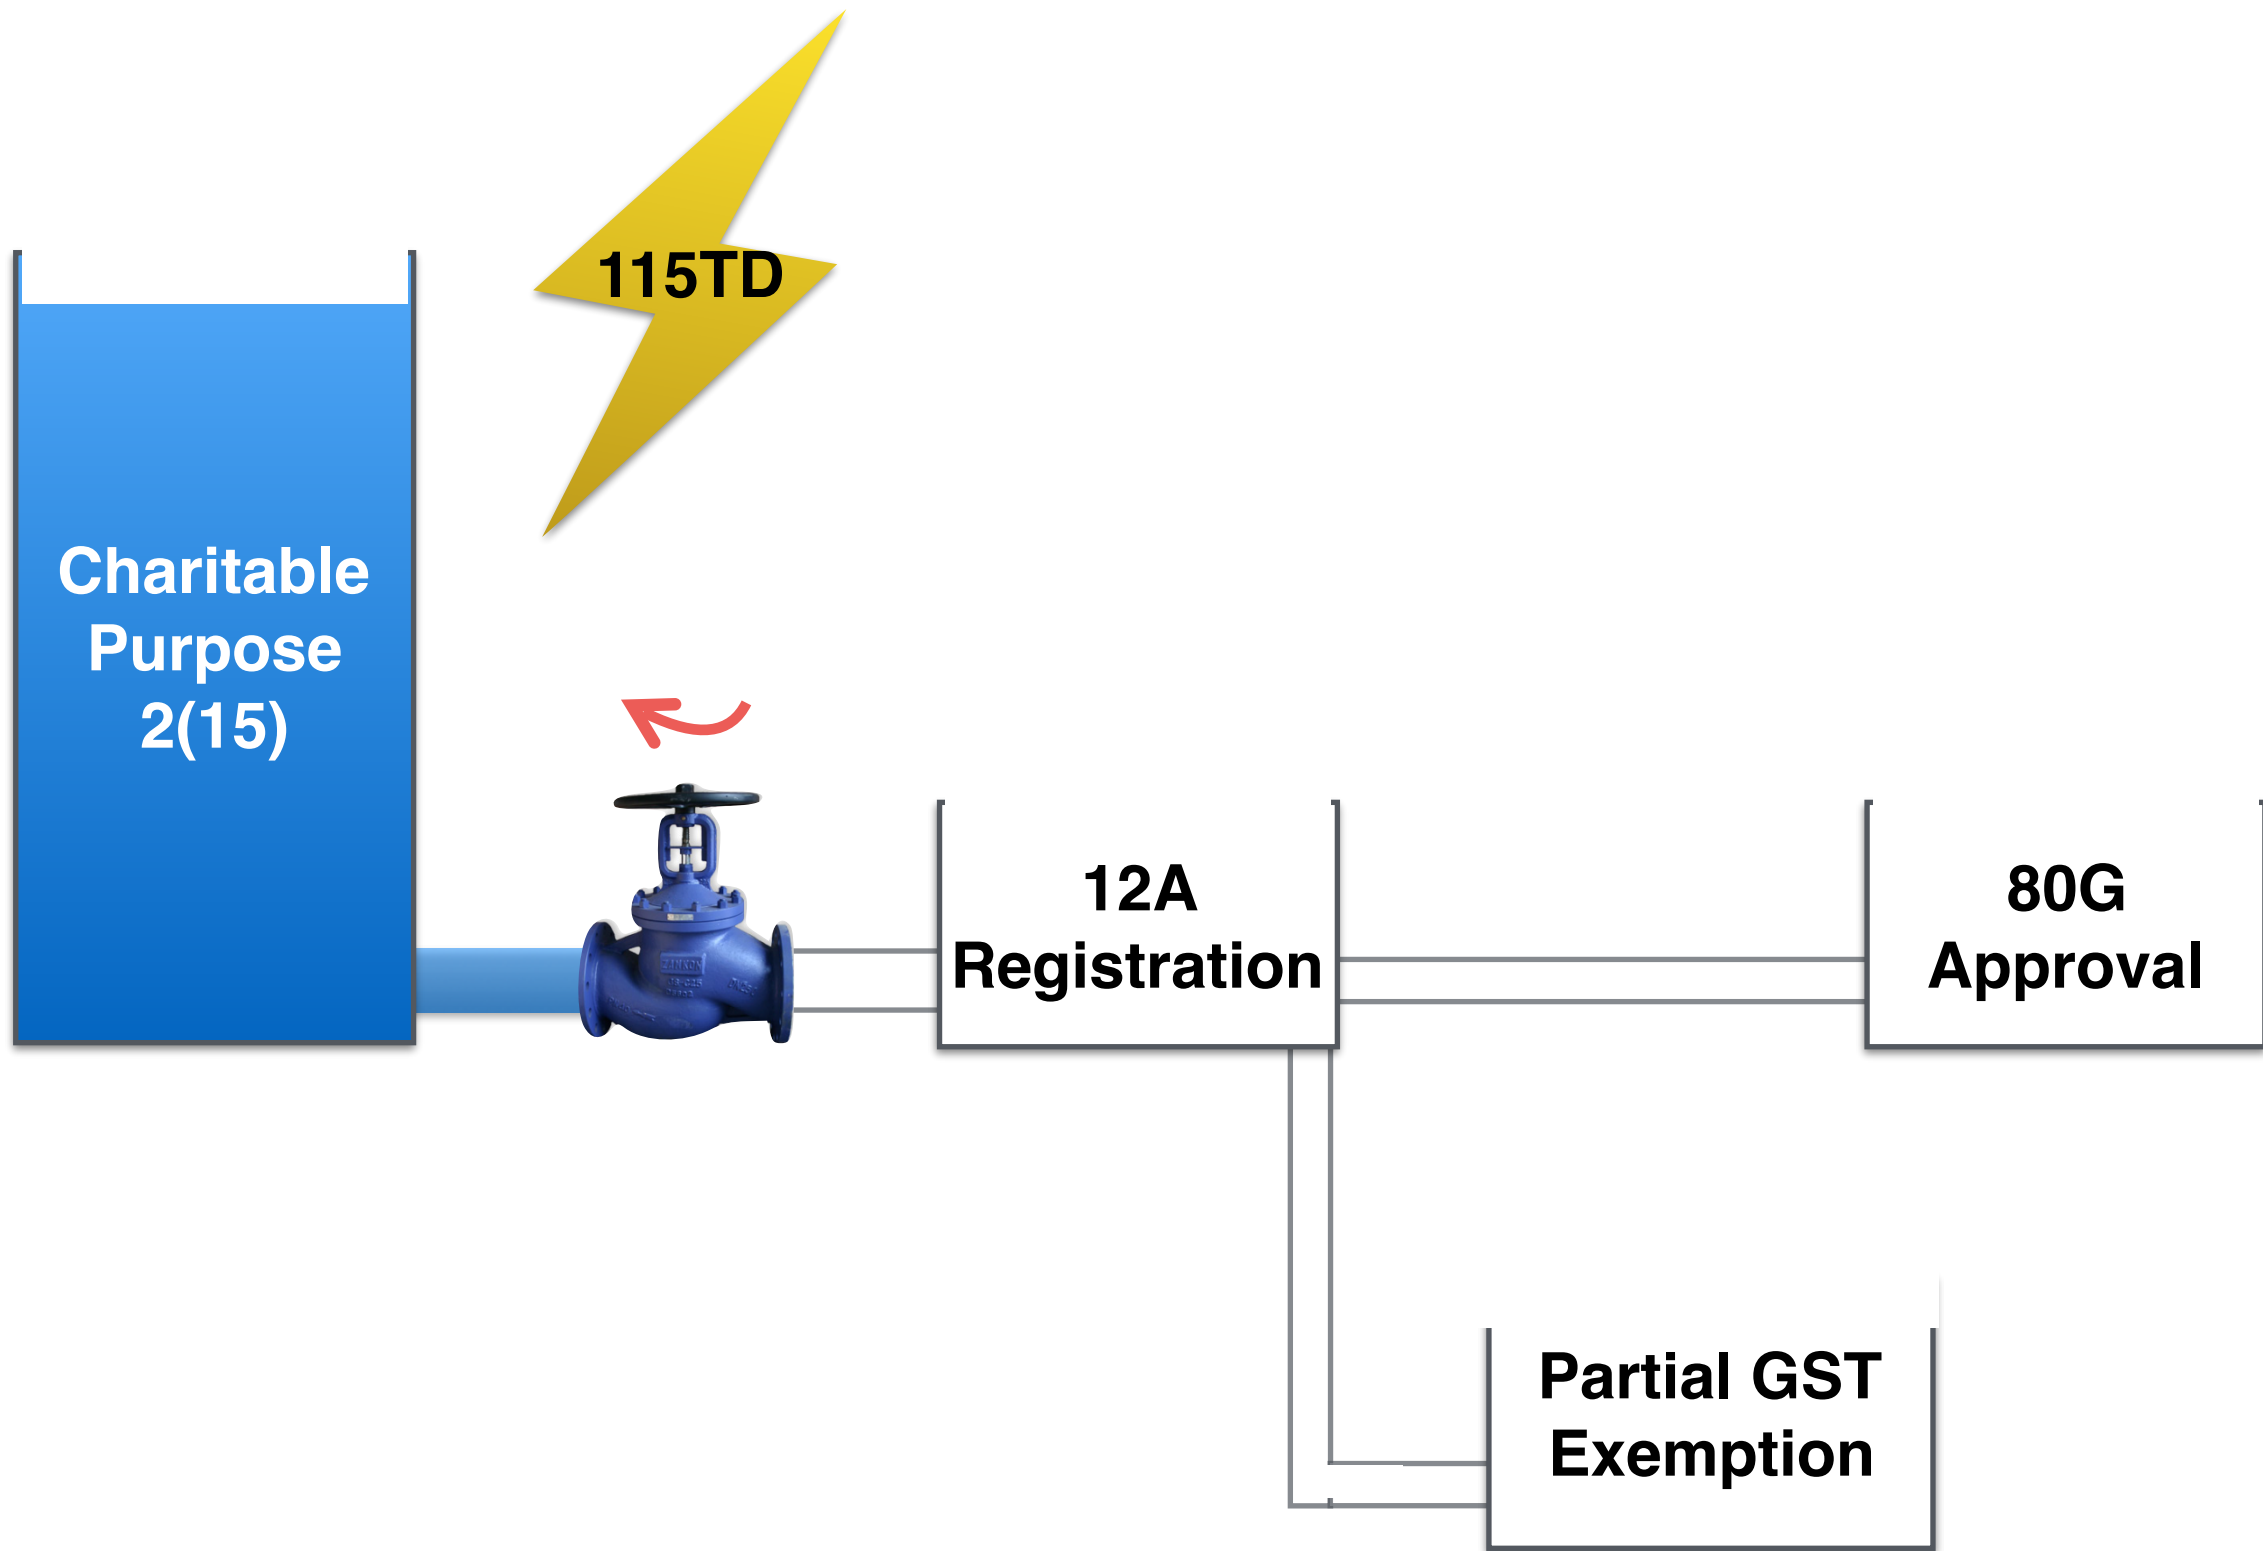 115TD
Charitable
Purpose
2(15)
12A
Registration
80G
Approval
Partial GST
Exemption